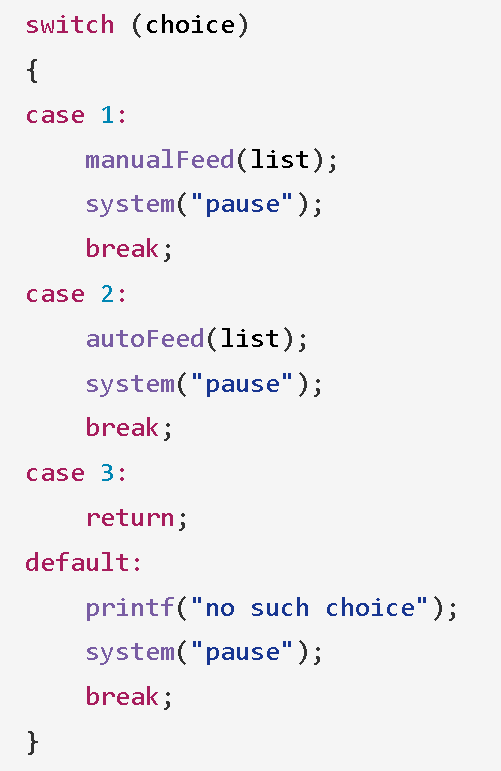 switch (choice)
{
case 1:
    manualFeed(list);
    system("pause");
    break;
case 2:
    autoFeed(list);
    system("pause");
    break;
case 3:
    return;
default:
    printf("no such choice");
    system("pause");
    break;
}